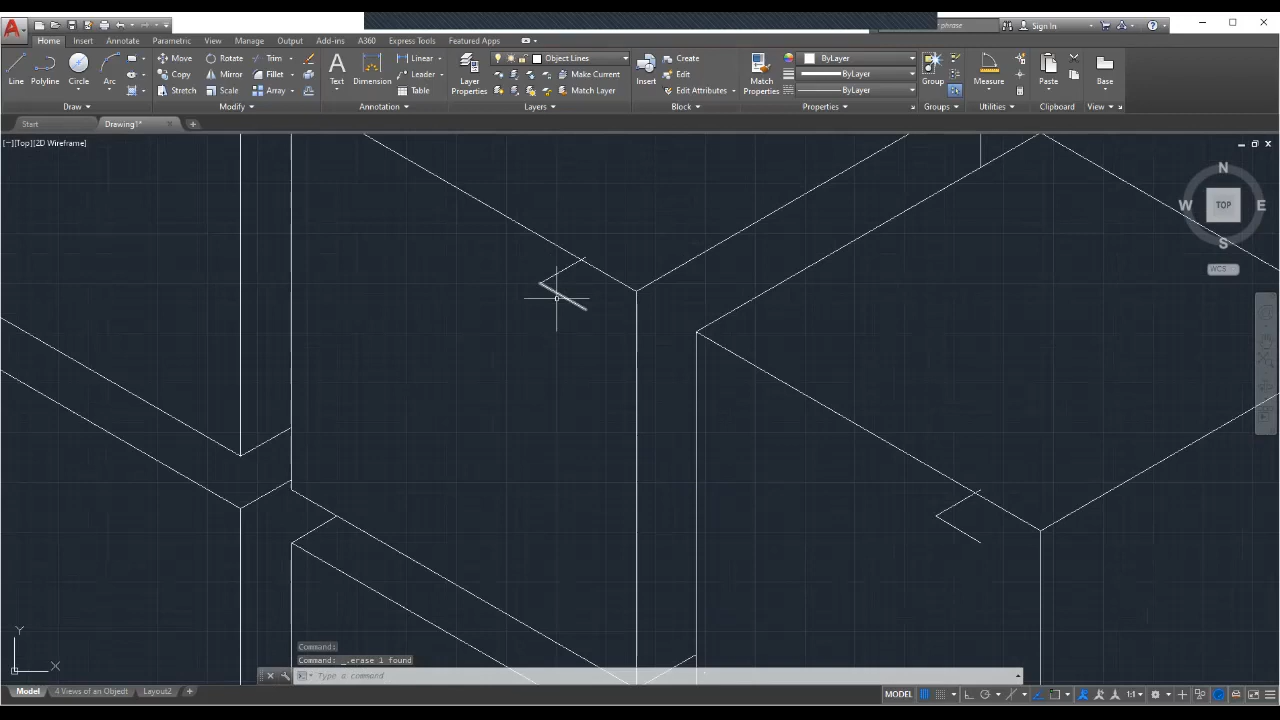 phrase Sign In
Home Insert Annotate Parametric View Manage Output Add-ins A360 Express Tools Featured Apps
Move Rotate Trim Linear Object Lines Create ByLayer
Copy Mirror Fillet Leader Make Current Edit ByLayer
Line Polyline Circle Arc Text Dimension Layer Properties Insert Match Properties Group Measure Paste Base
Stretch Scale Array Table Match Layer Edit Attributes ByLayer
Draw Modify Annotation Layers Block Properties Groups Utilities Clipboard View
Start Drawing1*
[−][Top][2D Wireframe]
N
W TOP E
S
WCS
Y
X
Command:
Command: _.erase 1 found
Type a command
Model 4 Views of an Object Layout2 MODEL 1:1